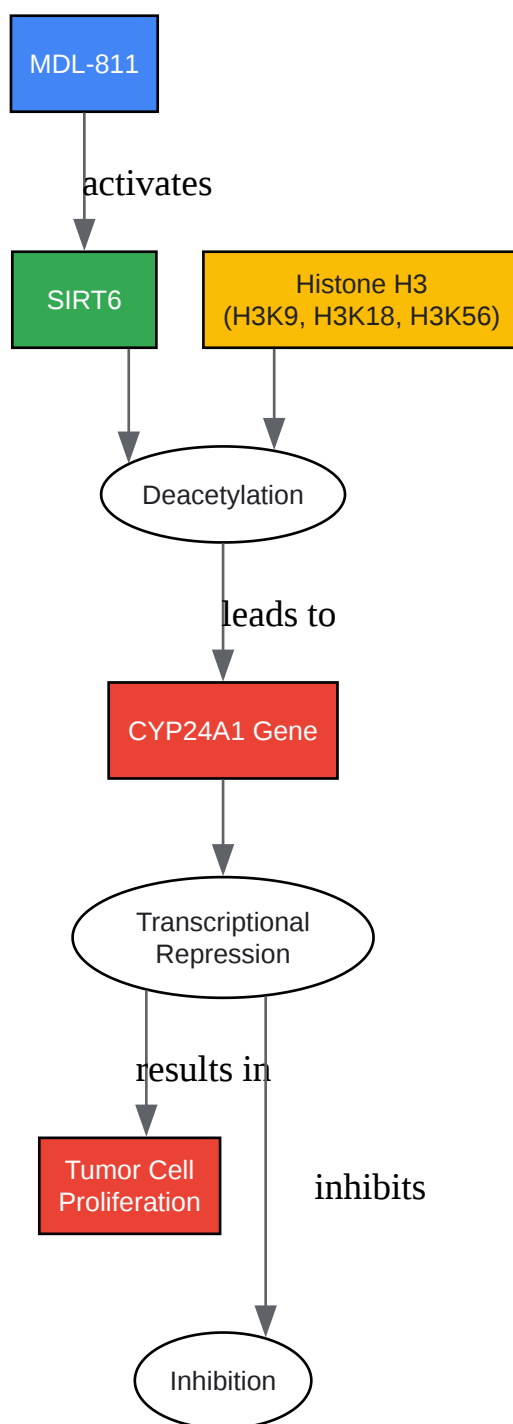 MDL-811
activates
SIRT6
Histone H3
(H3K9, H3K18, H3K56)
Deacetylation
leads to
CYP24A1 Gene
Transcriptional
Repression
results in
Tumor Cell
Proliferation
inhibits
Inhibition